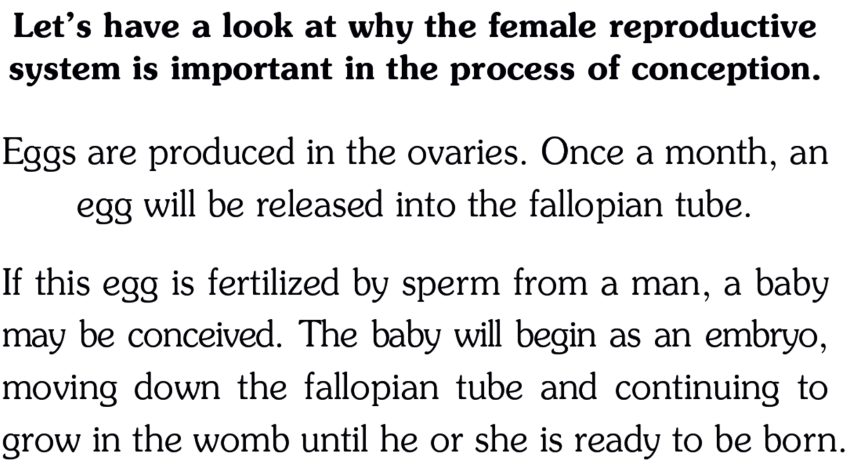 Let’s have a look at why the female reproductive
system is important in the process of conception.
Eggs are produced in the ovaries. Once a month, an
egg will be released into the fallopian tube.
If this egg is fertilized by sperm from a man, a baby
may be conceived. The baby will begin as an embryo,
moving down the fallopian tube and continuing to
grow in the womb until he or she is ready to be born.